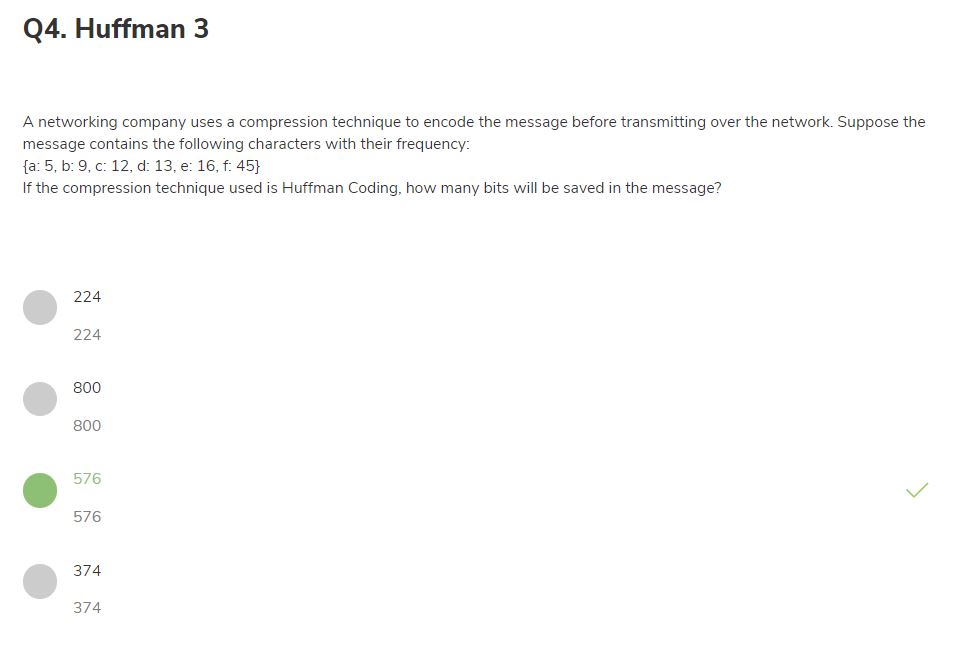 Q4. Huffman 3
A networking company uses a compression technique to encode the message before transmitting over the network. Suppose the
message contains the following characters with their frequency:
{a: 5, b: 9, c: 12, d: 13, e: 16, f: 45}
If the compression technique used is Huffman Coding, how many bits will be saved in the message?
224
224
800
800
576
576
374
374